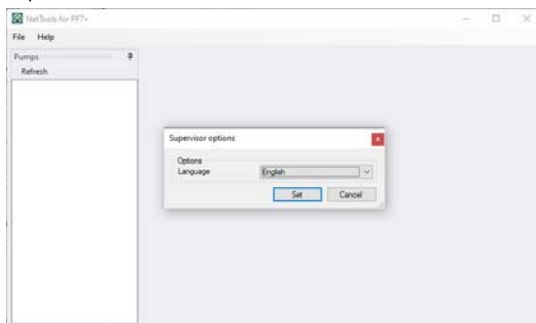 NetTools for PF7+
File Help
Pumps
Refresh
Supervisor options
Options
Language English
Set Cancel